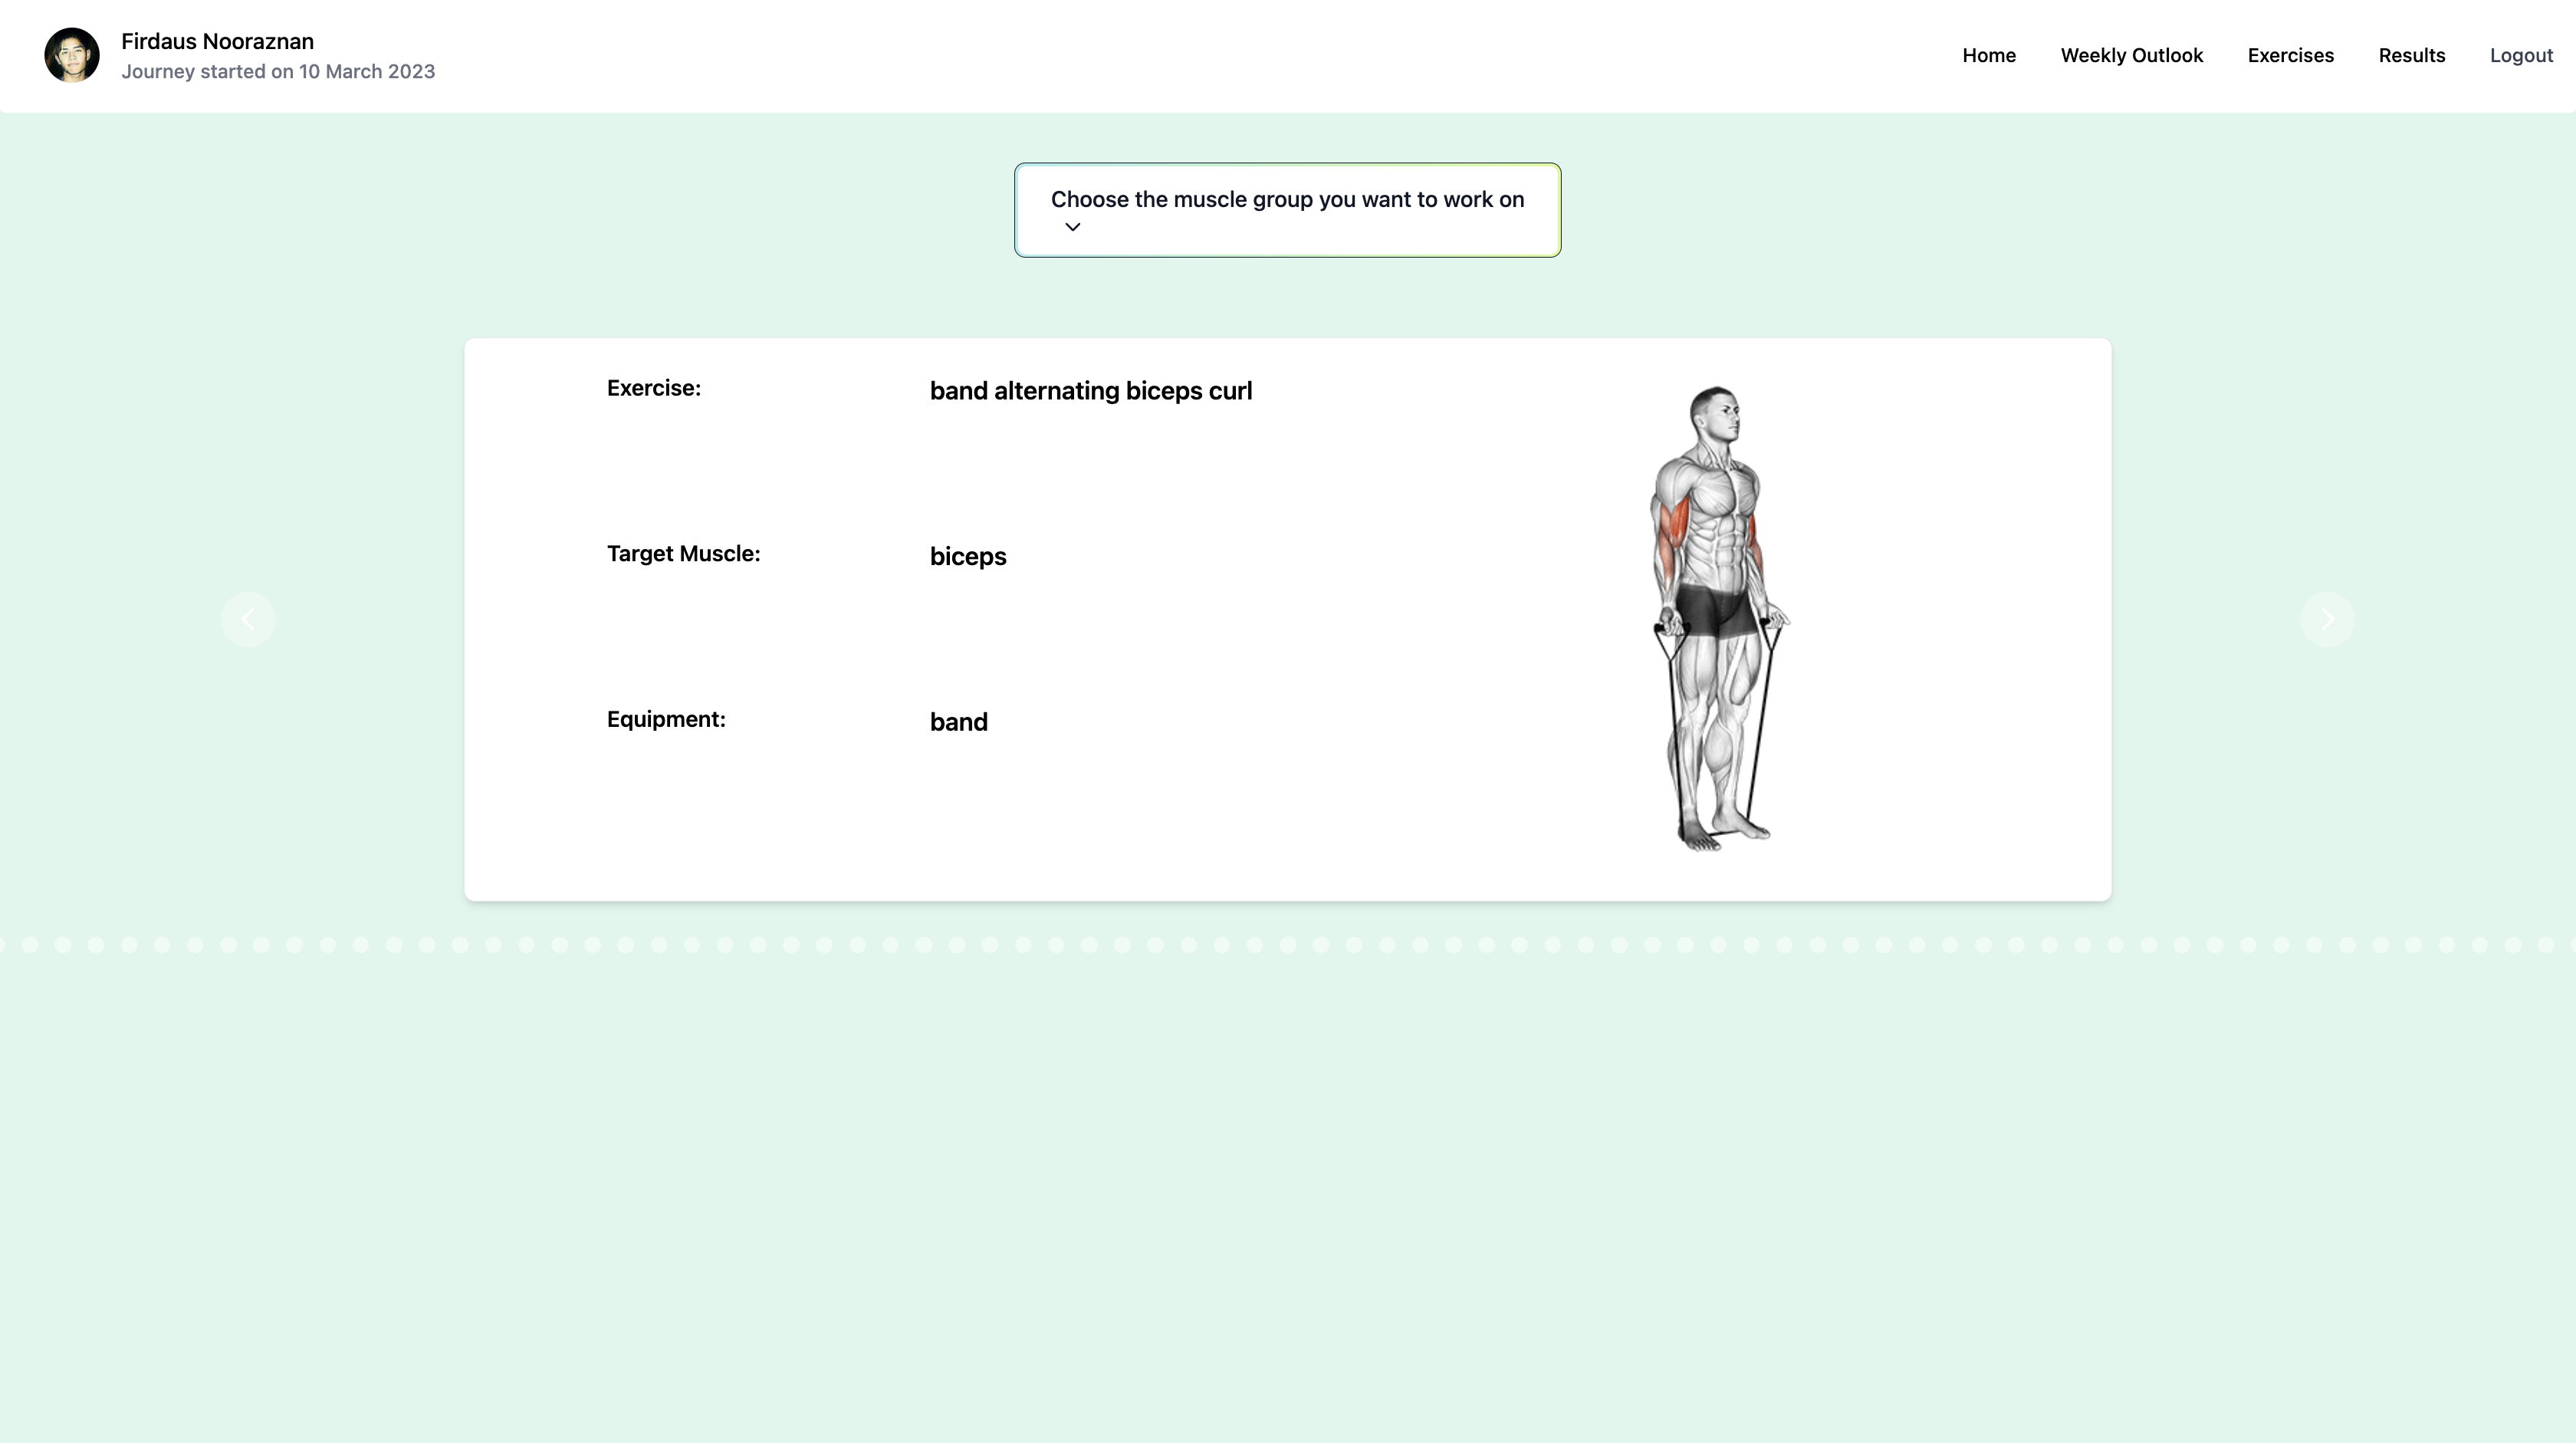 Firdaus Nooraznan
Journey started on 10 March 2023
Home
Weekly Outlook
Exercises
Results
Logout
Choose the muscle group you want to work on
Exercise:
band alternating biceps curl
Target Muscle:
biceps
Equipment:
band